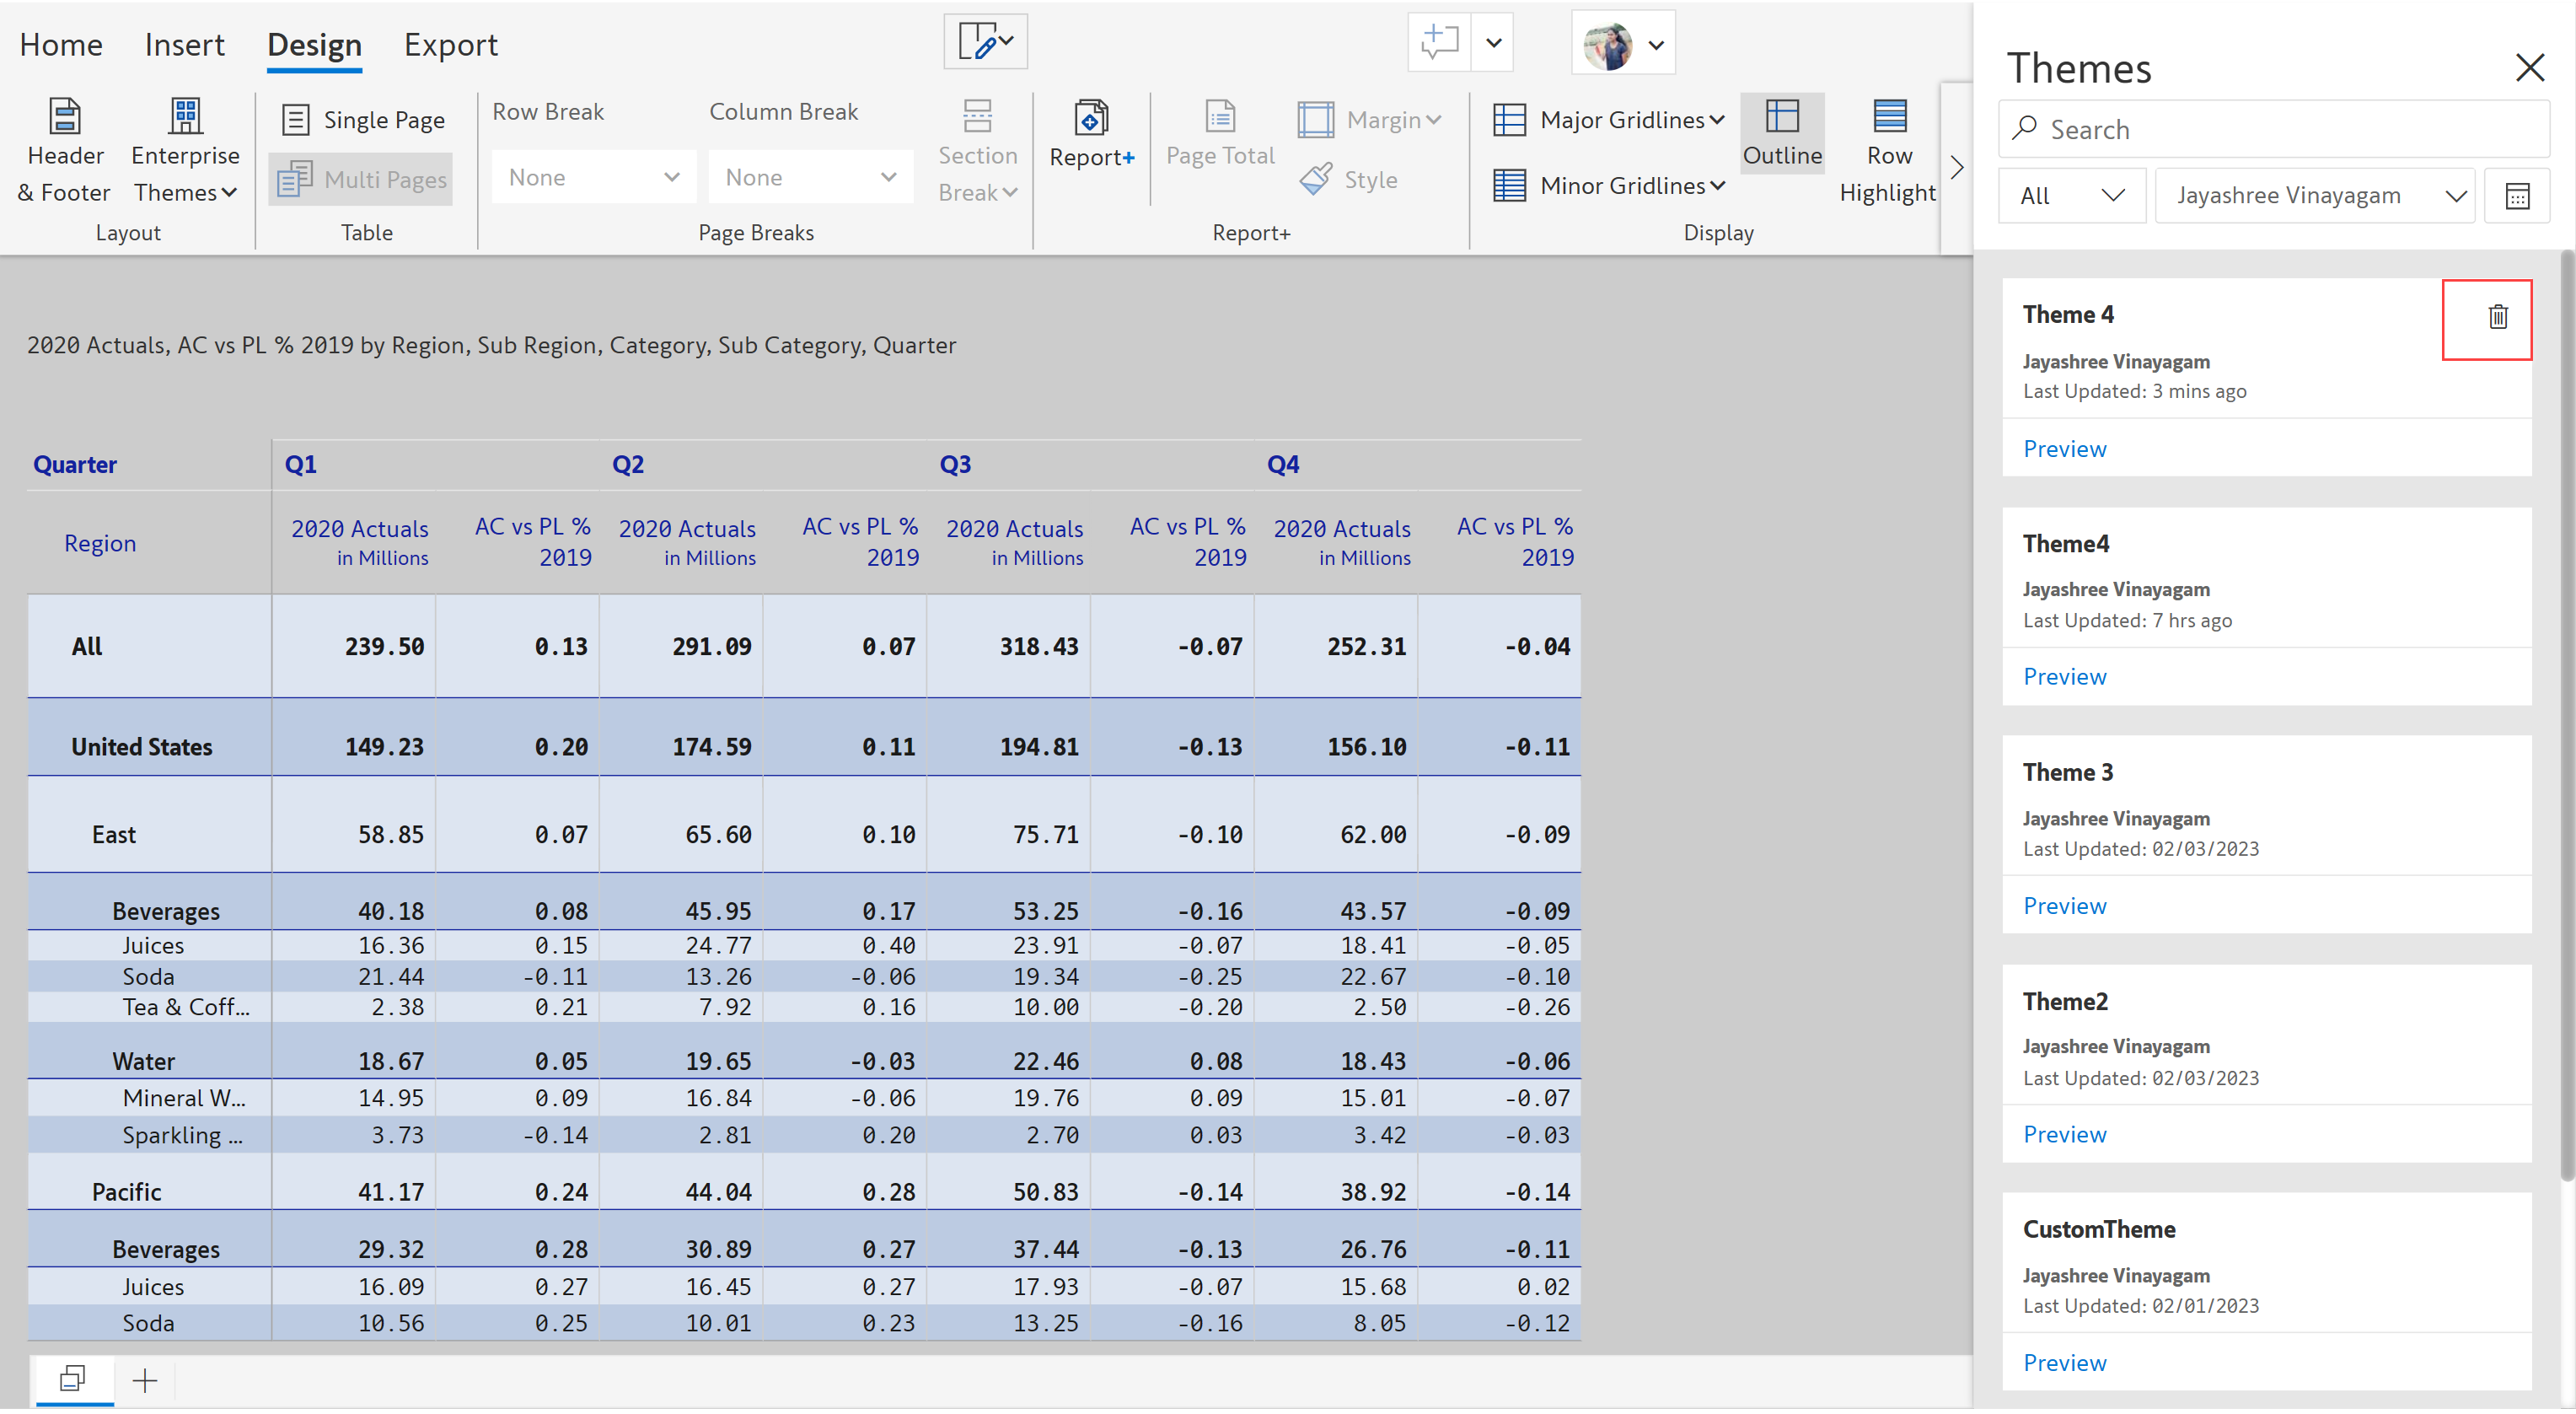 Home Insert Design Export
Header & Footer
Enterprise Themes
Layout
Single Page
Multi Pages
Table
Row Break
None
Column Break
None
Section Break
Page Breaks
Report+
Page Total
Margin
Style
Report+
Major Gridlines
Minor Gridlines
Outline
Row Highlight
Display
2020 Actuals, AC vs PL % 2019 by Region, Sub Region, Category, Sub Category, Quarter
Quarter Q1 Q2 Q3 Q4
Region 2020 Actuals in Millions AC vs PL % 2019 2020 Actuals in Millions AC vs PL % 2019 2020 Actuals in Millions AC vs PL % 2019 2020 Actuals in Millions AC vs PL % 2019
All 239.50 0.13 291.09 0.07 318.43 -0.07 252.31 -0.04
United States 149.23 0.20 174.59 0.11 194.81 -0.13 156.10 -0.11
East 58.85 0.07 65.60 0.10 75.71 -0.10 62.00 -0.09
Beverages 40.18 0.08 45.95 0.17 53.25 -0.16 43.57 -0.09
Juices 16.36 0.15 24.77 0.40 23.91 -0.07 18.41 -0.05
Soda 21.44 -0.11 13.26 -0.06 19.34 -0.25 22.67 -0.10
Tea & Coff... 2.38 0.21 7.92 0.16 10.00 -0.20 2.50 -0.26
Water 18.67 0.05 19.65 -0.03 22.46 0.08 18.43 -0.06
Mineral W... 14.95 0.09 16.84 -0.06 19.76 0.09 15.01 -0.07
Sparkling ... 3.73 -0.14 2.81 0.20 2.70 0.03 3.42 -0.03
Pacific 41.17 0.24 44.04 0.28 50.83 -0.14 38.92 -0.14
Beverages 29.32 0.28 30.89 0.27 37.44 -0.13 26.76 -0.11
Juices 16.09 0.27 16.45 0.27 17.93 -0.07 15.68 0.02
Soda 10.56 0.25 10.01 0.23 13.25 -0.16 8.05 -0.12
Themes
Search
All Jayashree Vinayagam
Theme 4
Jayashree Vinayagam
Last Updated: 3 mins ago
Preview
Theme4
Jayashree Vinayagam
Last Updated: 7 hrs ago
Preview
Theme 3
Jayashree Vinayagam
Last Updated: 02/03/2023
Preview
Theme2
Jayashree Vinayagam
Last Updated: 02/03/2023
Preview
CustomTheme
Jayashree Vinayagam
Last Updated: 02/01/2023
Preview